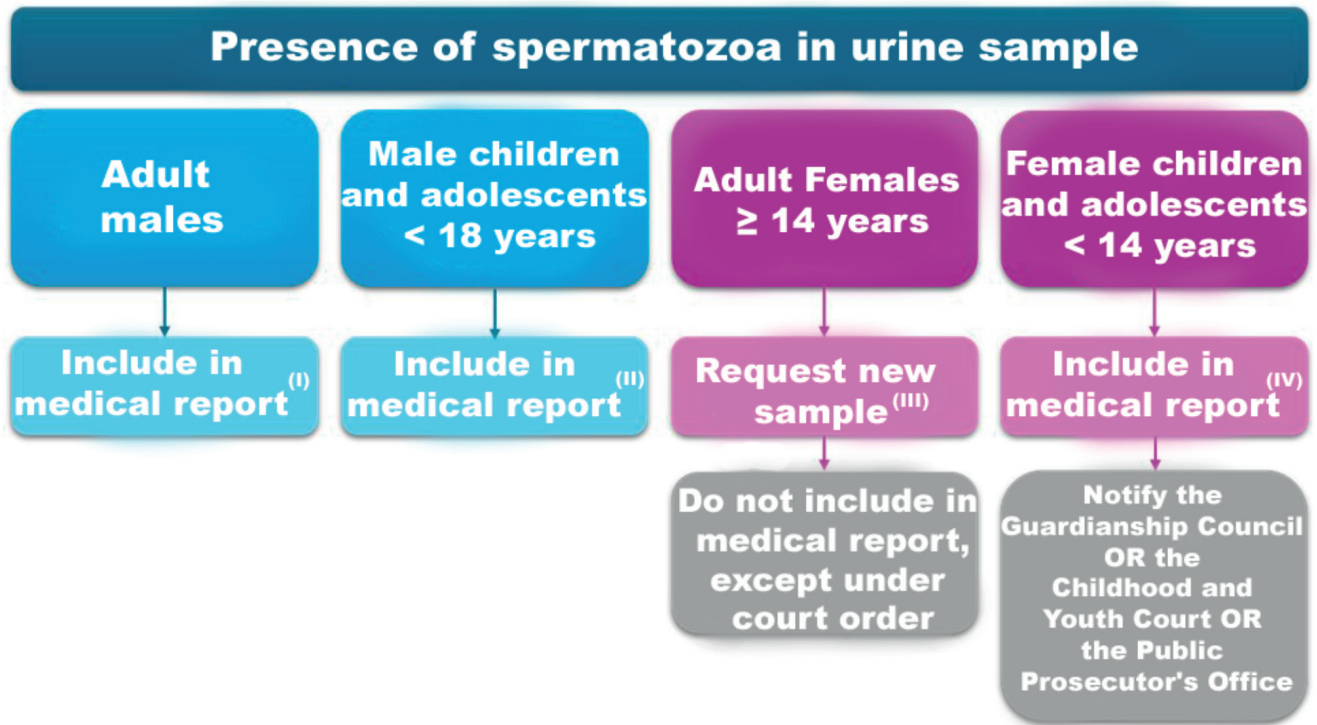 Presence of spermatozoa in urine sample
Adult
males
Male children
and adolescents
< 18 years
Adult Females
≥ 14 years
Female children
and adolescents
< 14 years
Include in
medical report (I)
Include in
medical report (II)
Request new
sample (III)
Include in
medical report (IV)
Do not include in
medical report,
except under
court order
Notify the
Guardianship Council
OR the
Childhood and
Youth Court OR
the Public
Prosecutor's Office